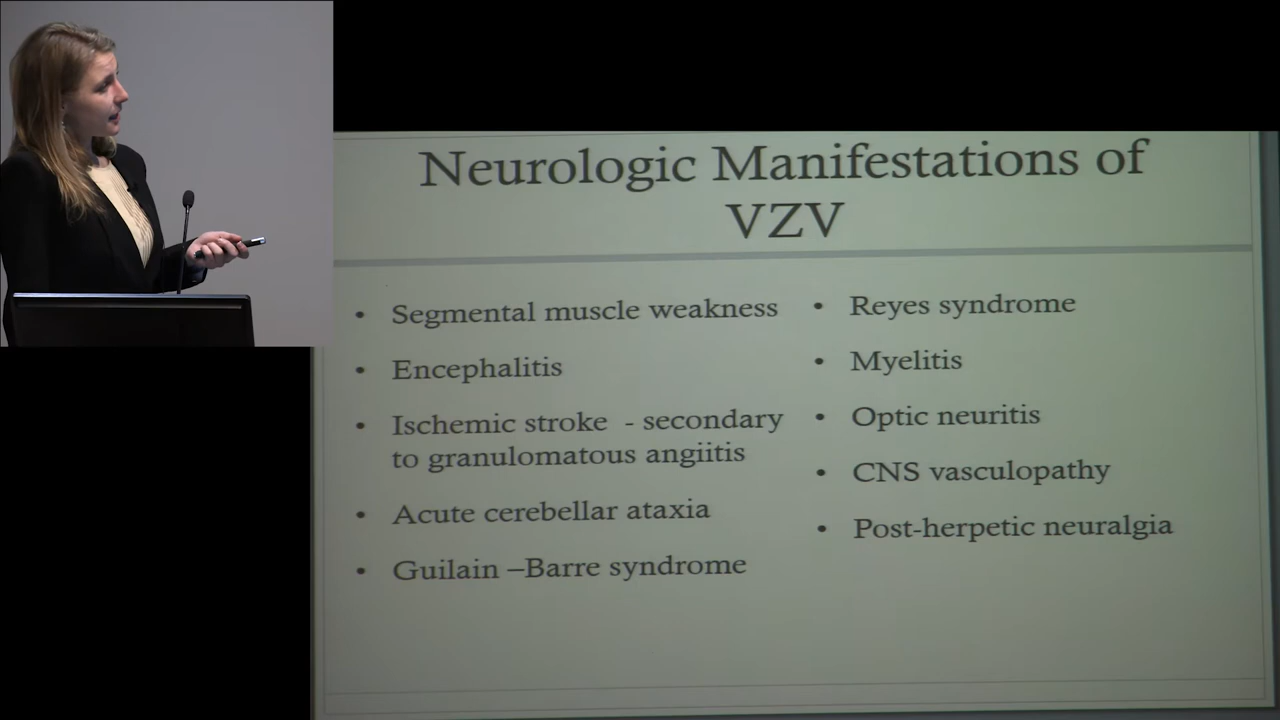 Neurologic Manifestations of
VZV
• Segmental muscle weakness
• Encephalitis
• Ischemic stroke - secondary
to granulomatous angiitis
• Acute cerebellar ataxia
• Guilain –Barre syndrome
• Reyes syndrome
• Myelitis
• Optic neuritis
• CNS vasculopathy
• Post-herpetic neuralgia